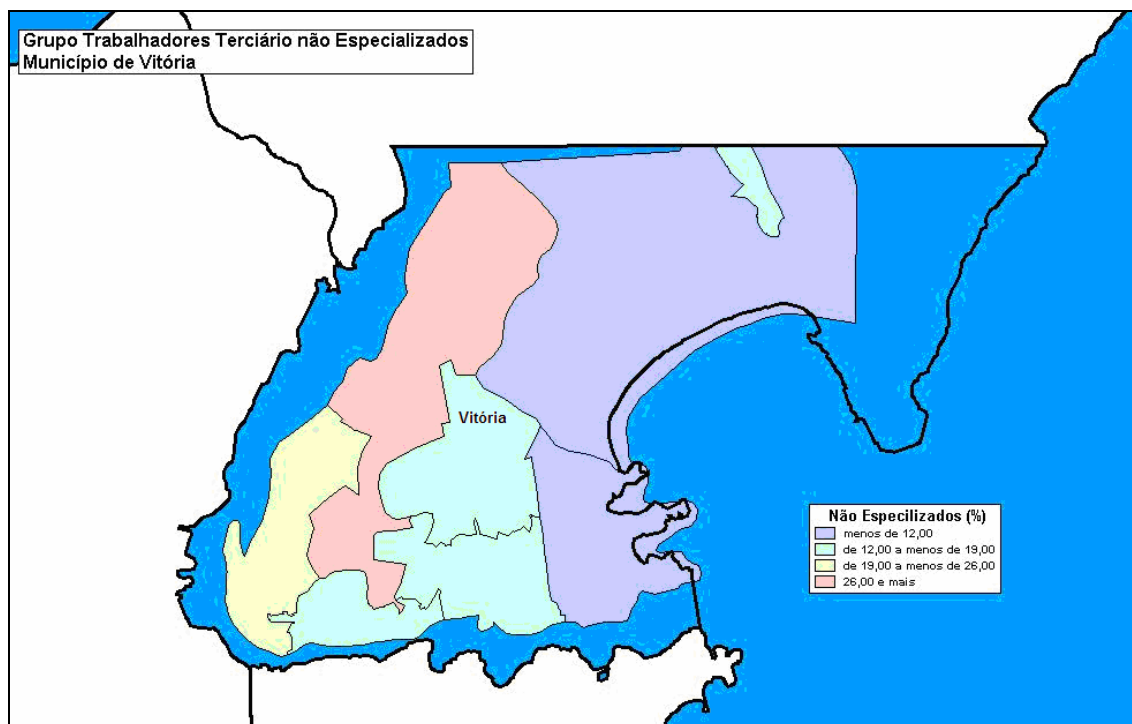 Grupo Trabalhadores Terciário não Especializados
Município de Vitória
Vitória
Não Especilizados (%)
menos de 12,00
de 12,00 a menos de 19,00
de 19,00 a menos de 26,00
26,00 e mais